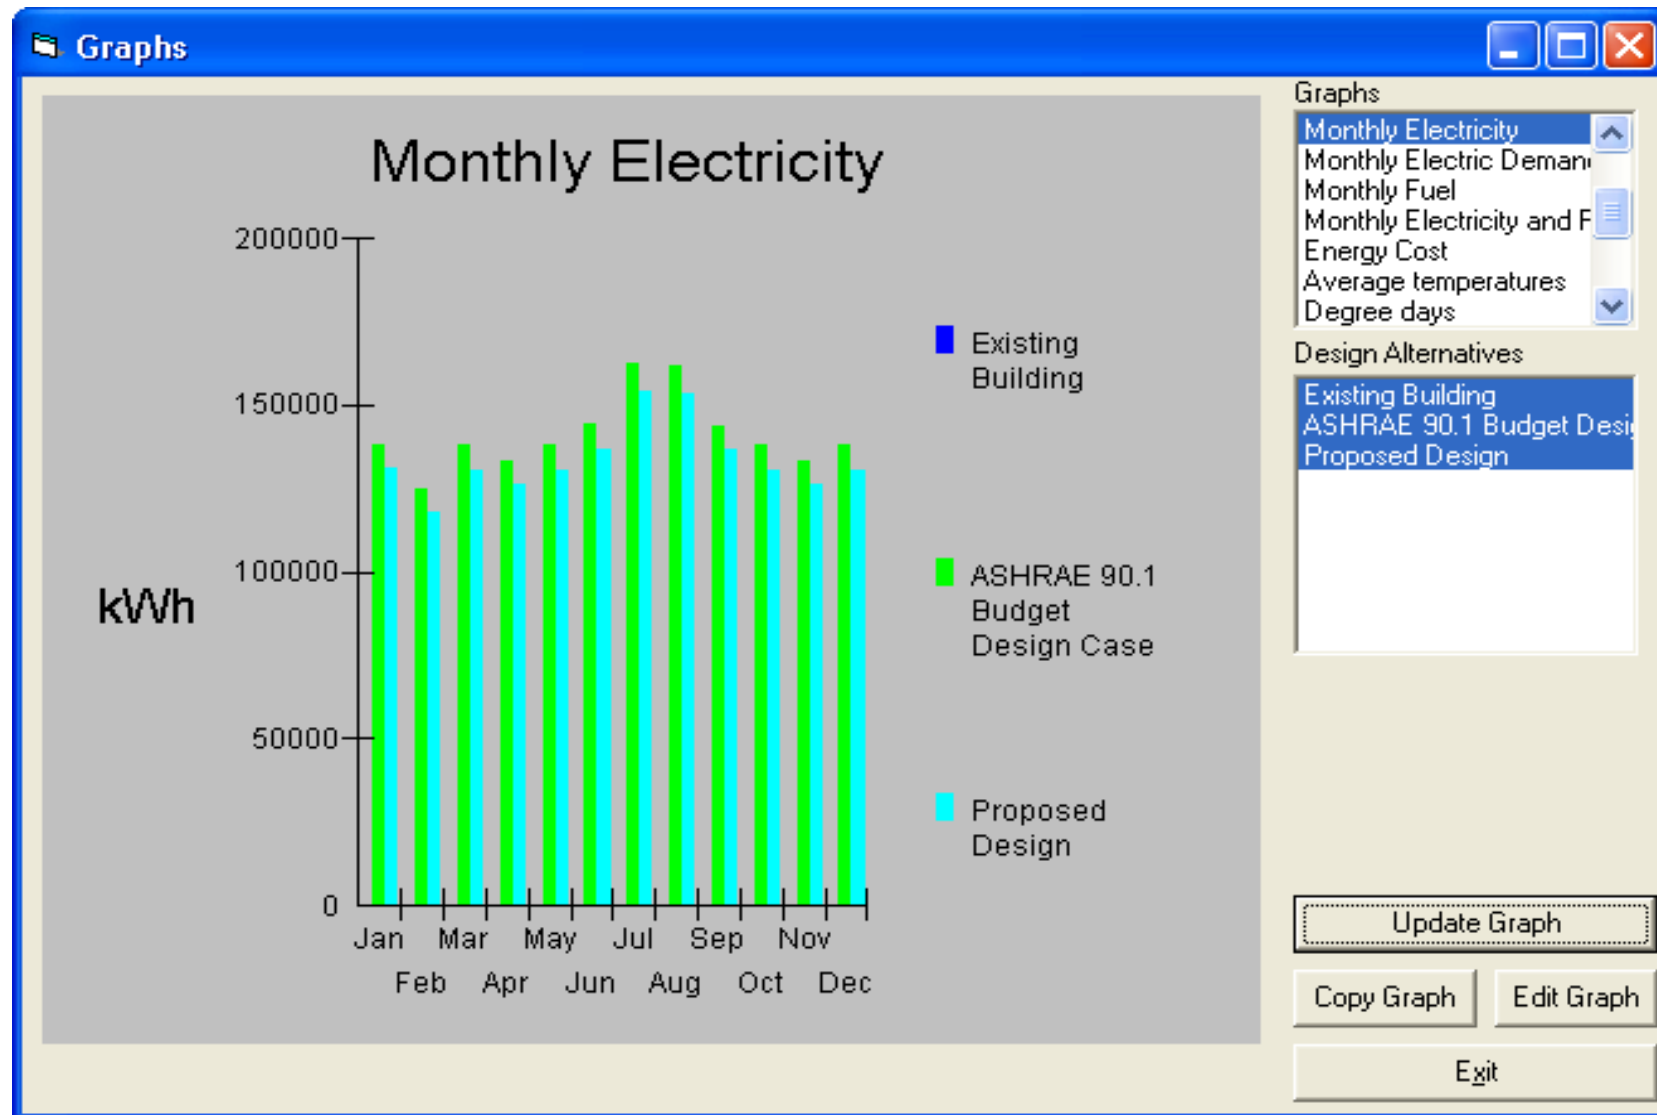 Graphs
Monthly Electricity
200000
150000
100000
50000
0
kWh
Jan Mar May Jul Sep Nov
Feb Apr Jun Aug Oct Dec
Existing
Building
ASHRAE 90.1
Budget
Design Case
Proposed
Design
Graphs
Monthly Electricity
Monthly Electric Deman
Monthly Fuel
Monthly Electricity and F
Energy Cost
Average temperatures
Degree days
Design Alternatives
Existing Building
ASHRAE 90.1 Budget Desi
Proposed Design
Update Graph
Copy Graph
Edit Graph
Exit